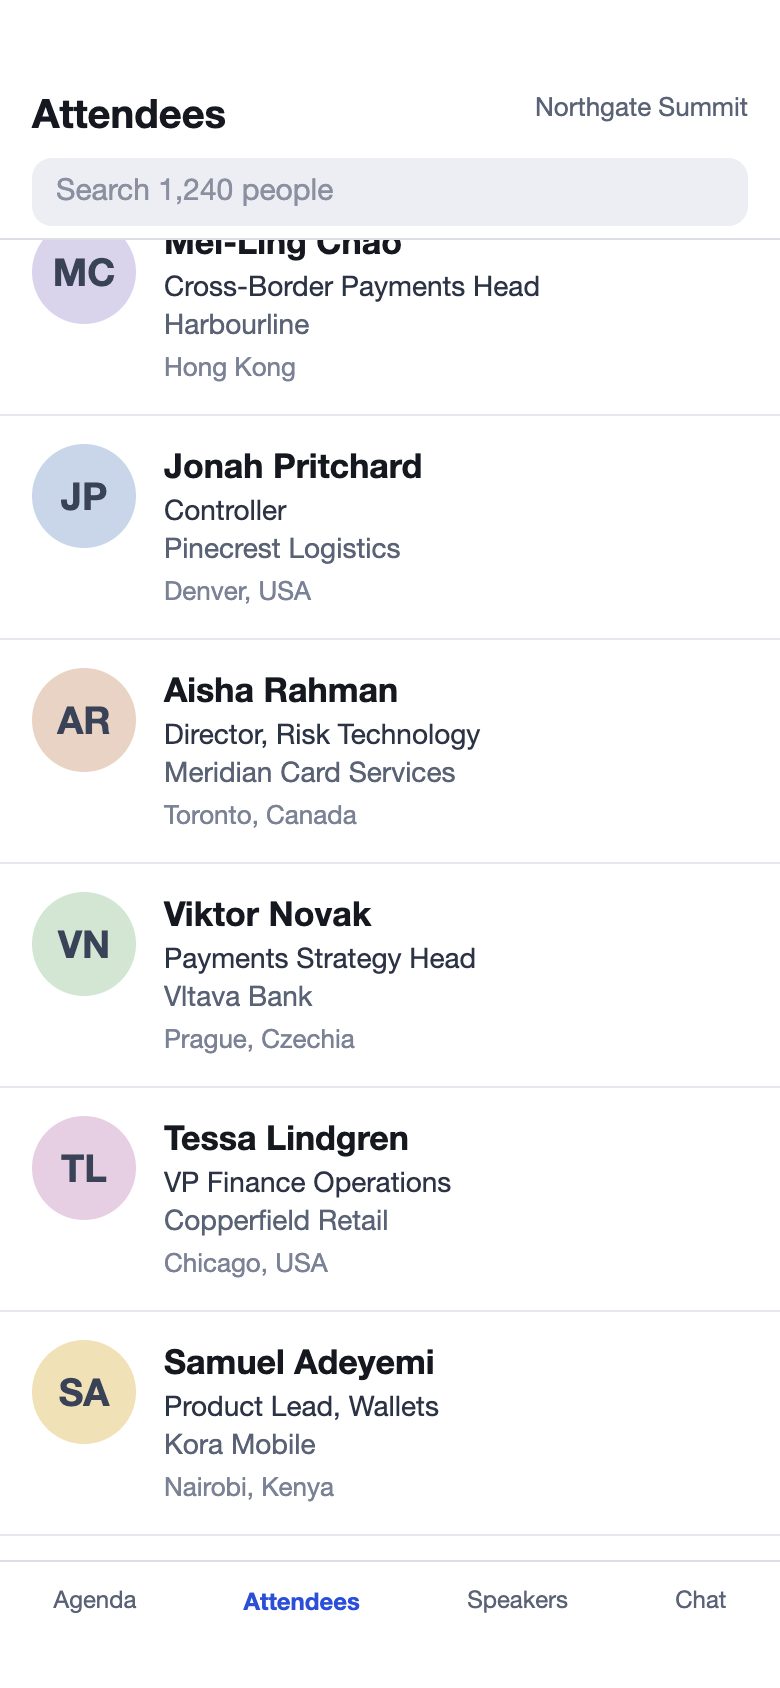 Attendees
Northgate Summit
Search 1,240 people
MC
Mei-Ling Chao
Cross-Border Payments Head
Harbourline
Hong Kong
JP
Jonah Pritchard
Controller
Pinecrest Logistics
Denver, USA
AR
Aisha Rahman
Director, Risk Technology
Meridian Card Services
Toronto, Canada
VN
Viktor Novak
Payments Strategy Head
Vltava Bank
Prague, Czechia
TL
Tessa Lindgren
VP Finance Operations
Copperfield Retail
Chicago, USA
SA
Samuel Adeyemi
Product Lead, Wallets
Kora Mobile
Nairobi, Kenya
Agenda
Attendees
Speakers
Chat